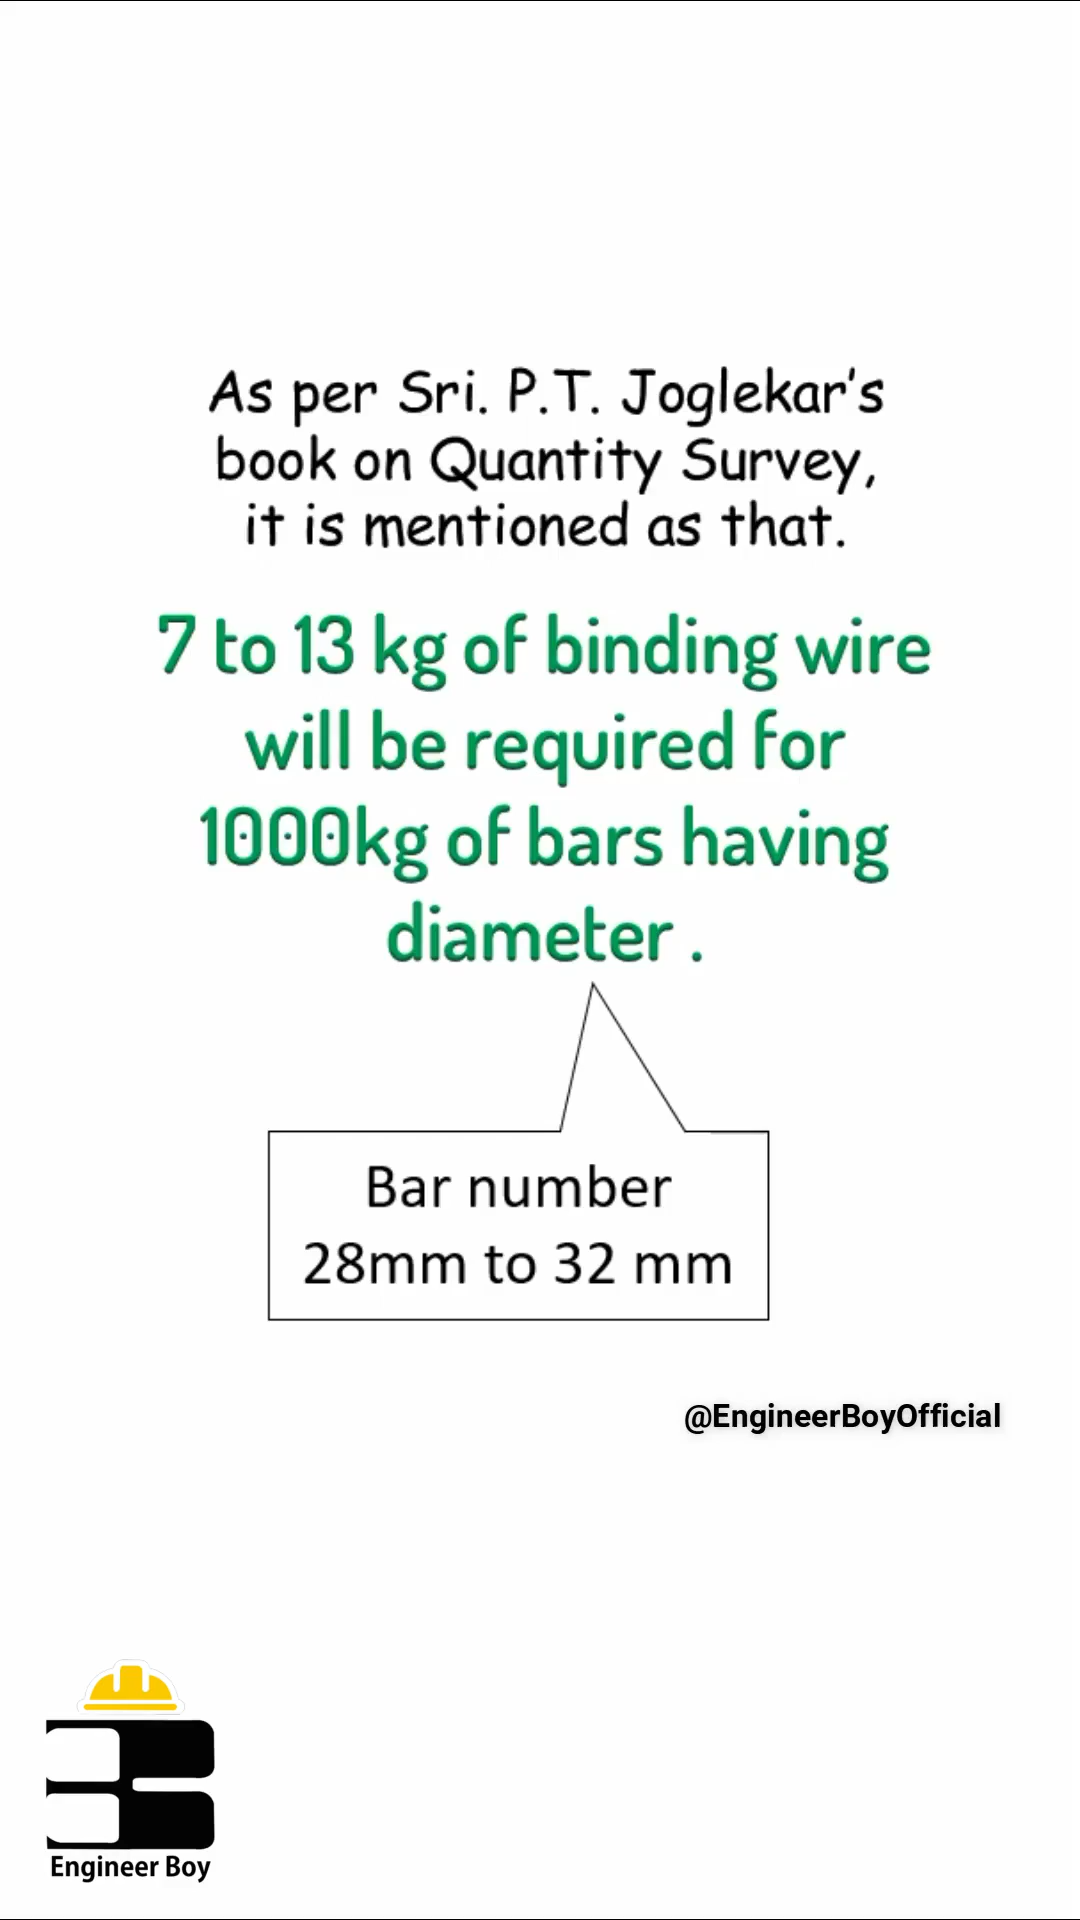 As per Sri. P.T. Joglekar's
book on Quantity Survey,
it is mentioned as that.
7 to 13 kg of binding wire
will be required for
1000kg of bars having
diameter .
Bar number
28mm to 32 mm
@EngineerBoyOfficial
Engineer Boy